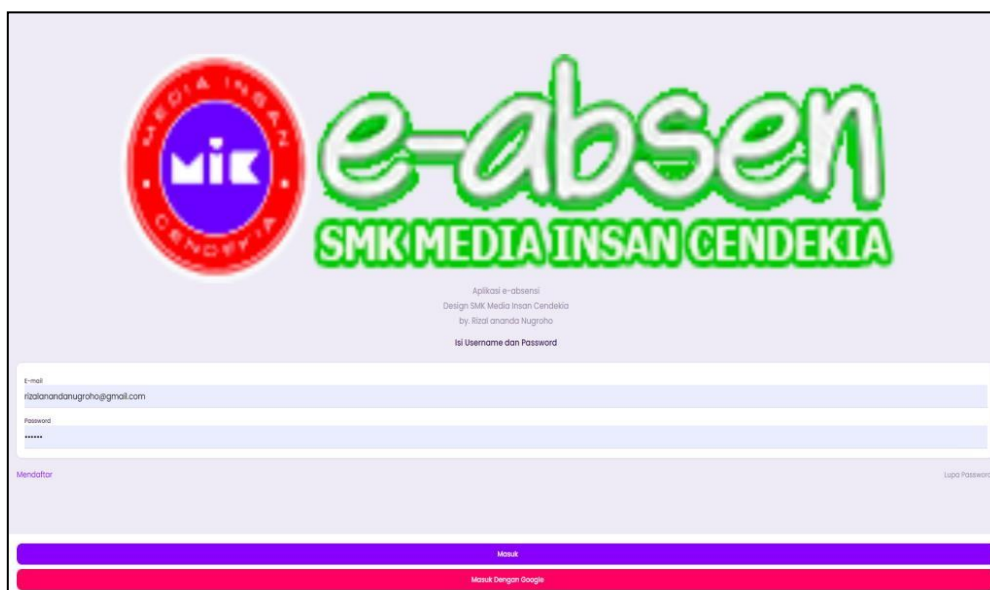 MEDIA INSAN
MiK
CENDEKIA
e-absen
SMK MEDIA INSAN CENDEKIA
Aplikasi e-absensi
Design SMK Media Insan Cendekia
by. Rizal ananda Nugroho
Isi Username dan Password
E-mail
rizalanandanugroho@gmail.com
Password
••••••
Mendaftar
Lupa Password
Masuk
Masuk Dengan Google